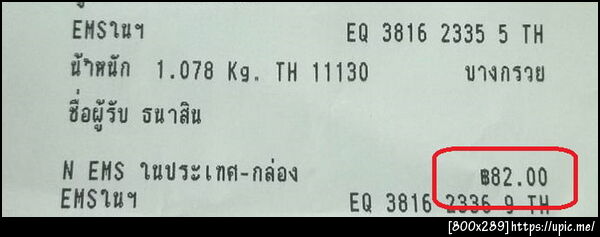 EMSในฯ EQ 3816 2335 5 TH
น้ำหนัก 1.078 Kg. TH 11130 บางกรวย
ชื่อผู้รับ ธนาสิน
N EMS ในประเทศ-กล่อง ฿82.00
EMSในฯ EQ 3816 2336 9 TH
[800x289]https://upic.me/